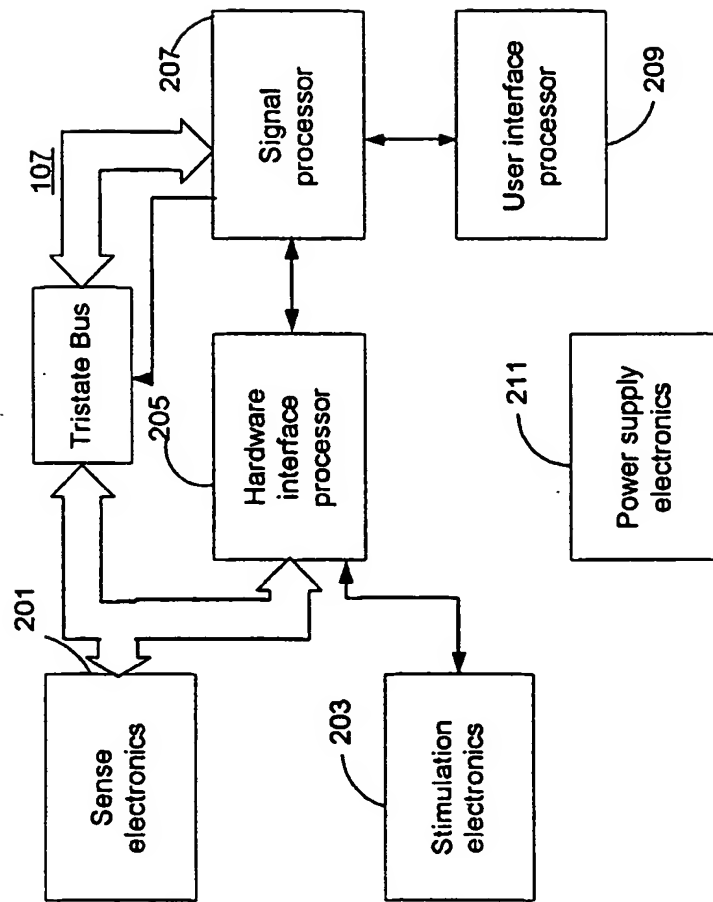 107
201
Sense
electronics
Tristate Bus
207
Signal
processor
205
Hardware
interface
processor
203
Stimulation
electronics
User interface
processor
209
211
Power supply
electronics